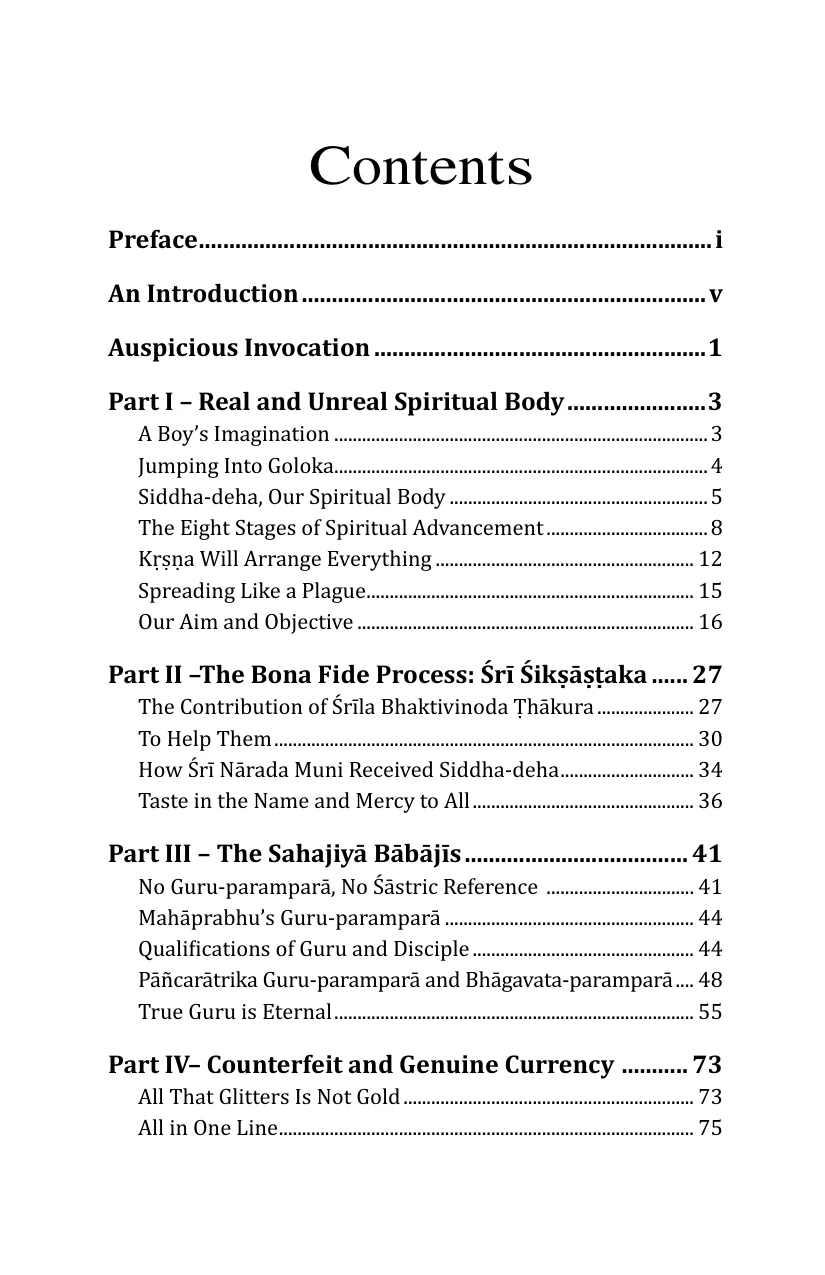 Contents
Preface.....................................................................................i
An Introduction...................................................................v
Auspicious Invocation.......................................................1
Part I – Real and Unreal Spiritual Body.......................3
A Boy’s Imagination.................................................................................3
Jumping Into Goloka.................................................................................4
Siddha-deha, Our Spiritual Body........................................................5
The Eight Stages of Spiritual Advancement...................................8
Kṛṣṇa Will Arrange Everything........................................................12
Spreading Like a Plague.......................................................................15
Our Aim and Objective.........................................................................16
Part II –The Bona Fide Process: Śrī Śikṣāṣṭaka......27
The Contribution of Śrīla Bhaktivinoda Ṭhākura.....................27
To Help Them...........................................................................................30
How Śrī Nārada Muni Received Siddha-deha.............................34
Taste in the Name and Mercy to All................................................36
Part III – The Sahajiyā Bābājīs.....................................41
No Guru-paramparā, No Śāstric Reference ................................41
Mahāprabhu’s Guru-paramparā......................................................44
Qualifications of Guru and Disciple................................................44
Pāñcarātrika Guru-paramparā and Bhāgavata-paramparā....48
True Guru is Eternal..............................................................................55
Part IV– Counterfeit and Genuine Currency ...........73
All That Glitters Is Not Gold...............................................................73
All in One Line..........................................................................................75